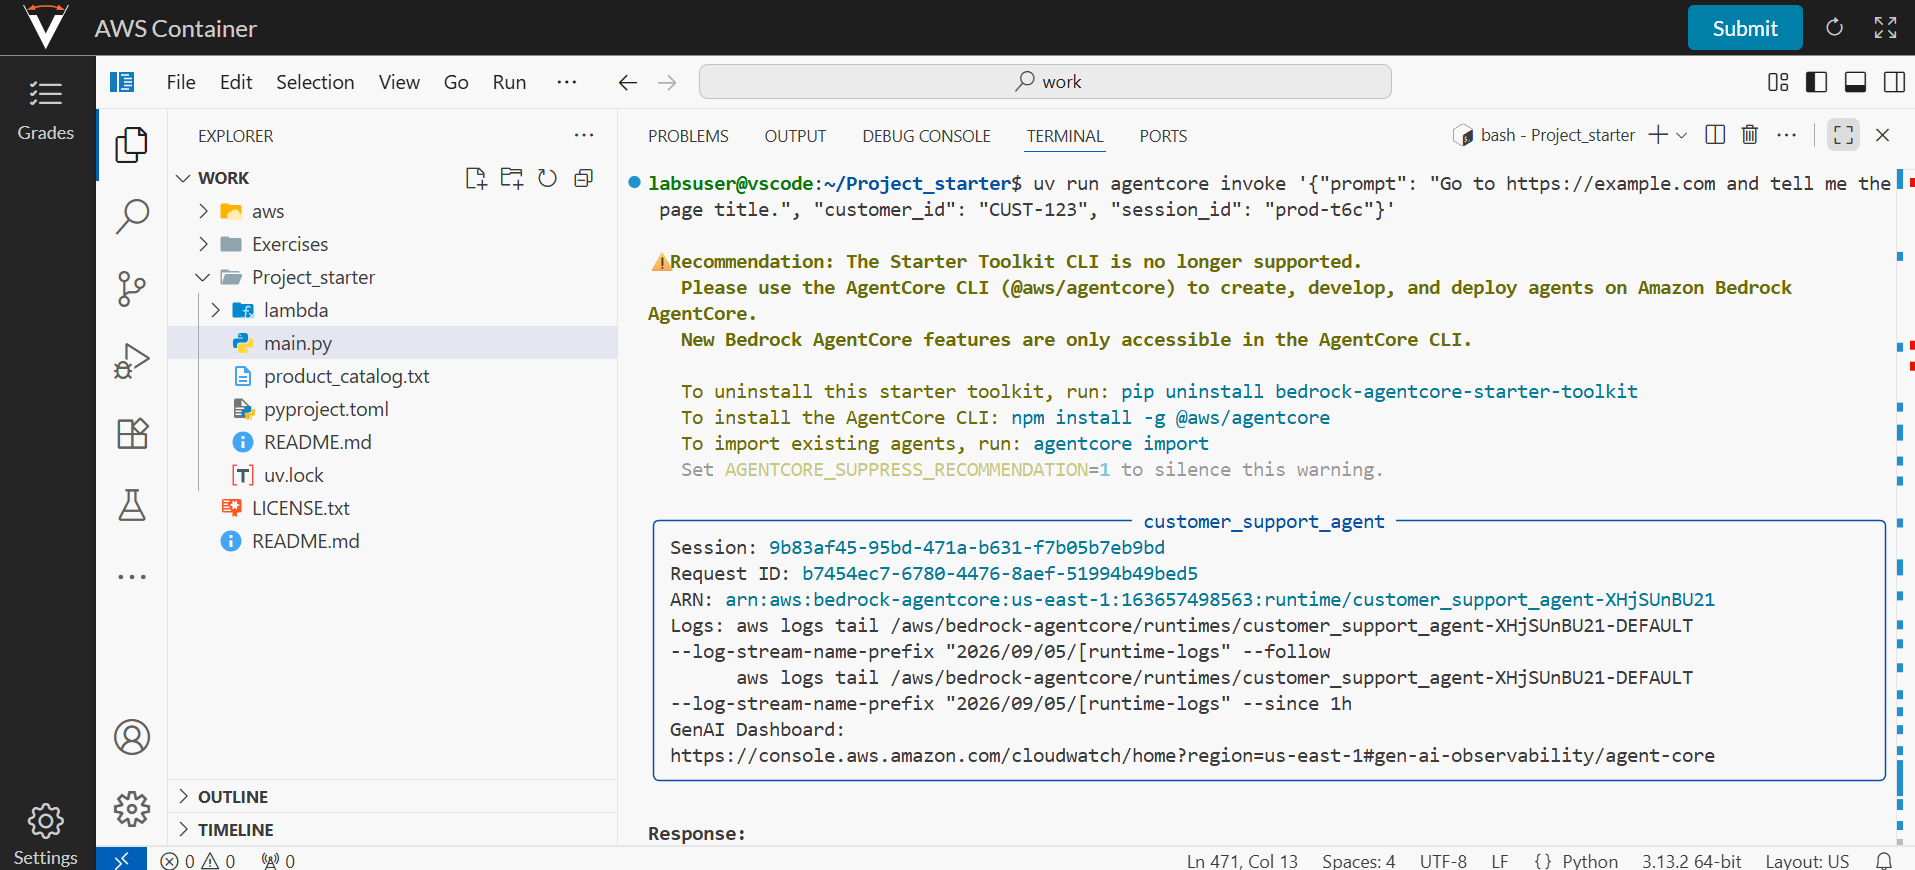 AWS Container
Submit
Grades
File Edit Selection View Go Run ···
work
EXPLORER
WORK
aws
Exercises
Project_starter
lambda
main.py
product_catalog.txt
pyproject.toml
README.md
uv.lock
LICENSE.txt
README.md
OUTLINE
TIMELINE
Settings
PROBLEMS OUTPUT DEBUG CONSOLE TERMINAL PORTS
bash - Project_starter
labsuser@vscode:~/Project_starter$ uv run agentcore invoke '{"prompt": "Go to https://example.com and tell me the
page title.", "customer_id": "CUST-123", "session_id": "prod-t6c"}'
⚠️Recommendation: The Starter Toolkit CLI is no longer supported.
Please use the AgentCore CLI (@aws/agentcore) to create, develop, and deploy agents on Amazon Bedrock
AgentCore.
New Bedrock AgentCore features are only accessible in the AgentCore CLI.
To uninstall this starter toolkit, run: pip uninstall bedrock-agentcore-starter-toolkit
To install the AgentCore CLI: npm install -g @aws/agentcore
To import existing agents, run: agentcore import
Set AGENTCORE_SUPPRESS_RECOMMENDATION=1 to silence this warning.
customer_support_agent
Session: 9b83af45-95bd-471a-b631-f7b05b7eb9bd
Request ID: b7454ec7-6780-4476-8aef-51994b49bed5
ARN: arn:aws:bedrock-agentcore:us-east-1:163657498563:runtime/customer_support_agent-XHjSUnBU21
Logs: aws logs tail /aws/bedrock-agentcore/runtimes/customer_support_agent-XHjSUnBU21-DEFAULT
--log-stream-name-prefix "2026/09/05/[runtime-logs" --follow
aws logs tail /aws/bedrock-agentcore/runtimes/customer_support_agent-XHjSUnBU21-DEFAULT
--log-stream-name-prefix "2026/09/05/[runtime-logs" --since 1h
GenAI Dashboard:
https://console.aws.amazon.com/cloudwatch/home?region=us-east-1#gen-ai-observability/agent-core
Response:
0 0 0
Ln 471, Col 13 Spaces: 4 UTF-8 LF {} Python 3.13.2 64-bit Layout: US